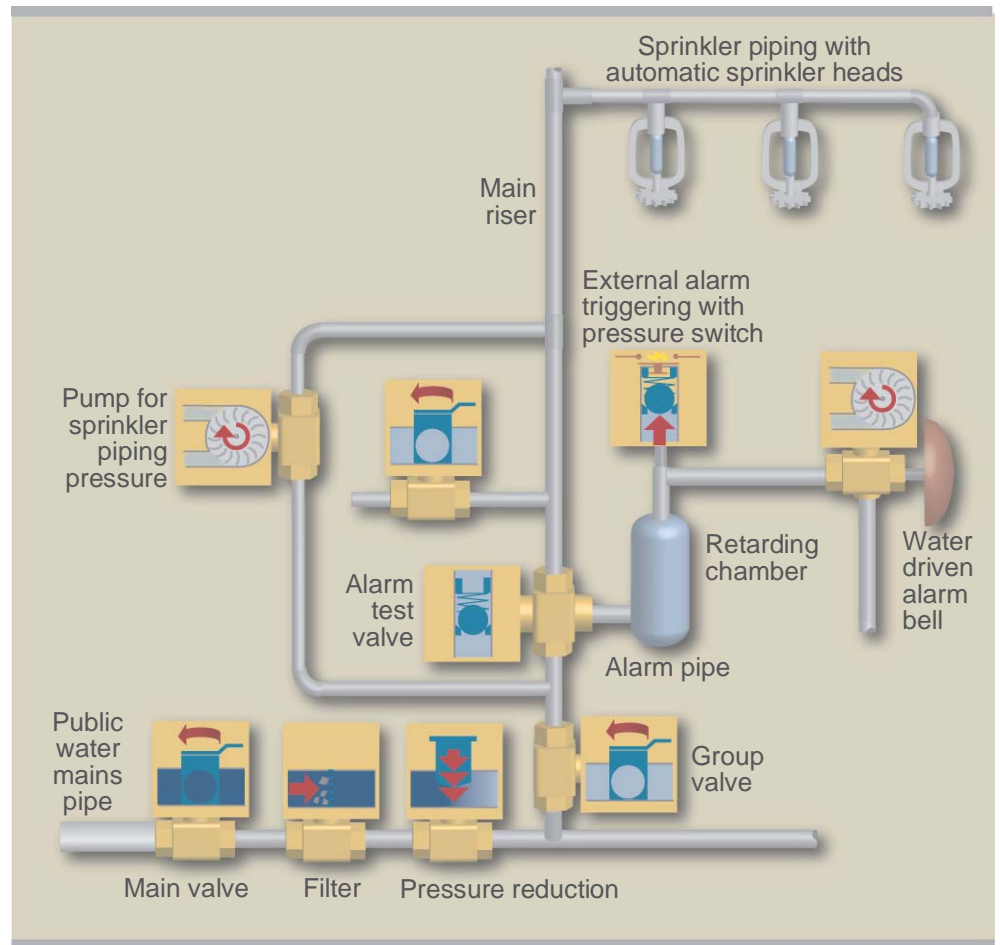 Sprinkler piping with
automatic sprinkler heads
Main
riser
External alarm
triggering with
pressure switch
Pump for
sprinkler
piping
pressure
Alarm
test
valve
Retarding
chamber
Water
driven
alarm
bell
Alarm pipe
Public
water
mains
pipe
Group
valve
Main valve
Filter
Pressure reduction